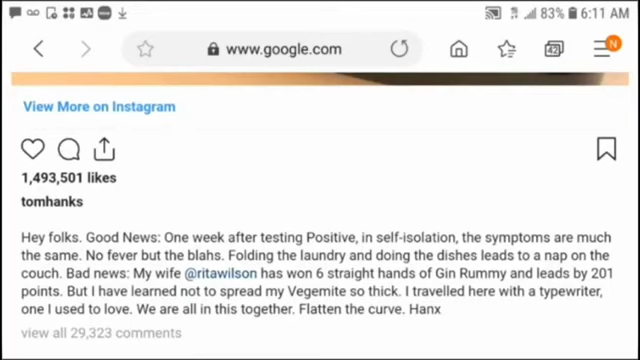 83% 6:11 AM
www.google.com
42
N
View More on Instagram
1,493,501 likes
tomhanks
Hey folks. Good News: One week after testing Positive, in self-isolation, the symptoms are much
the same. No fever but the blahs. Folding the laundry and doing the dishes leads to a nap on the
couch. Bad news: My wife @ritawilson has won 6 straight hands of Gin Rummy and leads by 201
points. But I have learned not to spread my Vegemite so thick. I travelled here with a typewriter,
one I used to love. We are all in this together. Flatten the curve. Hanx
view all 29,323 comments